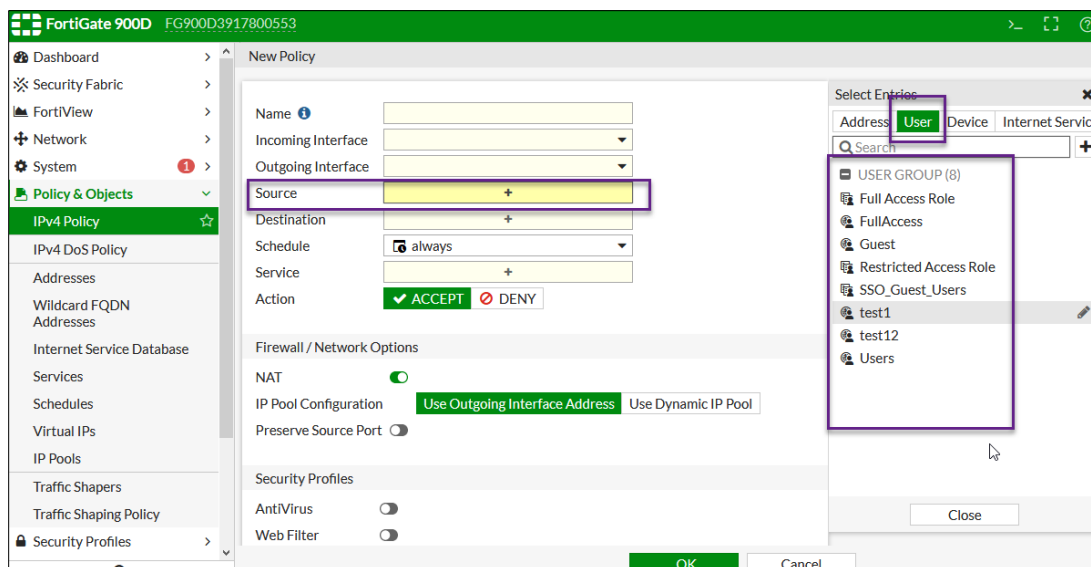 FortiGate 900D FG900D3917800553
Dashboard
Security Fabric
FortiView
Network
System 1
Policy & Objects
IPv4 Policy
IPv4 DoS Policy
Addresses
Wildcard FQDN
Addresses
Internet Service Database
Services
Schedules
Virtual IPs
IP Pools
Traffic Shapers
Traffic Shaping Policy
Security Profiles
New Policy
Name
Incoming Interface
Outgoing Interface
Source +
Destination +
Schedule always
Service +
Action ACCEPT DENY
Firewall / Network Options
NAT
IP Pool Configuration Use Outgoing Interface Address Use Dynamic IP Pool
Preserve Source Port
Security Profiles
AntiVirus
Web Filter
OK Cancel
Select Entries
Address User Device Internet Servic
Search
USER GROUP (8)
Full Access Role
FullAccess
Guest
Restricted Access Role
SSO_Guest_Users
test1
test12
Users
Close